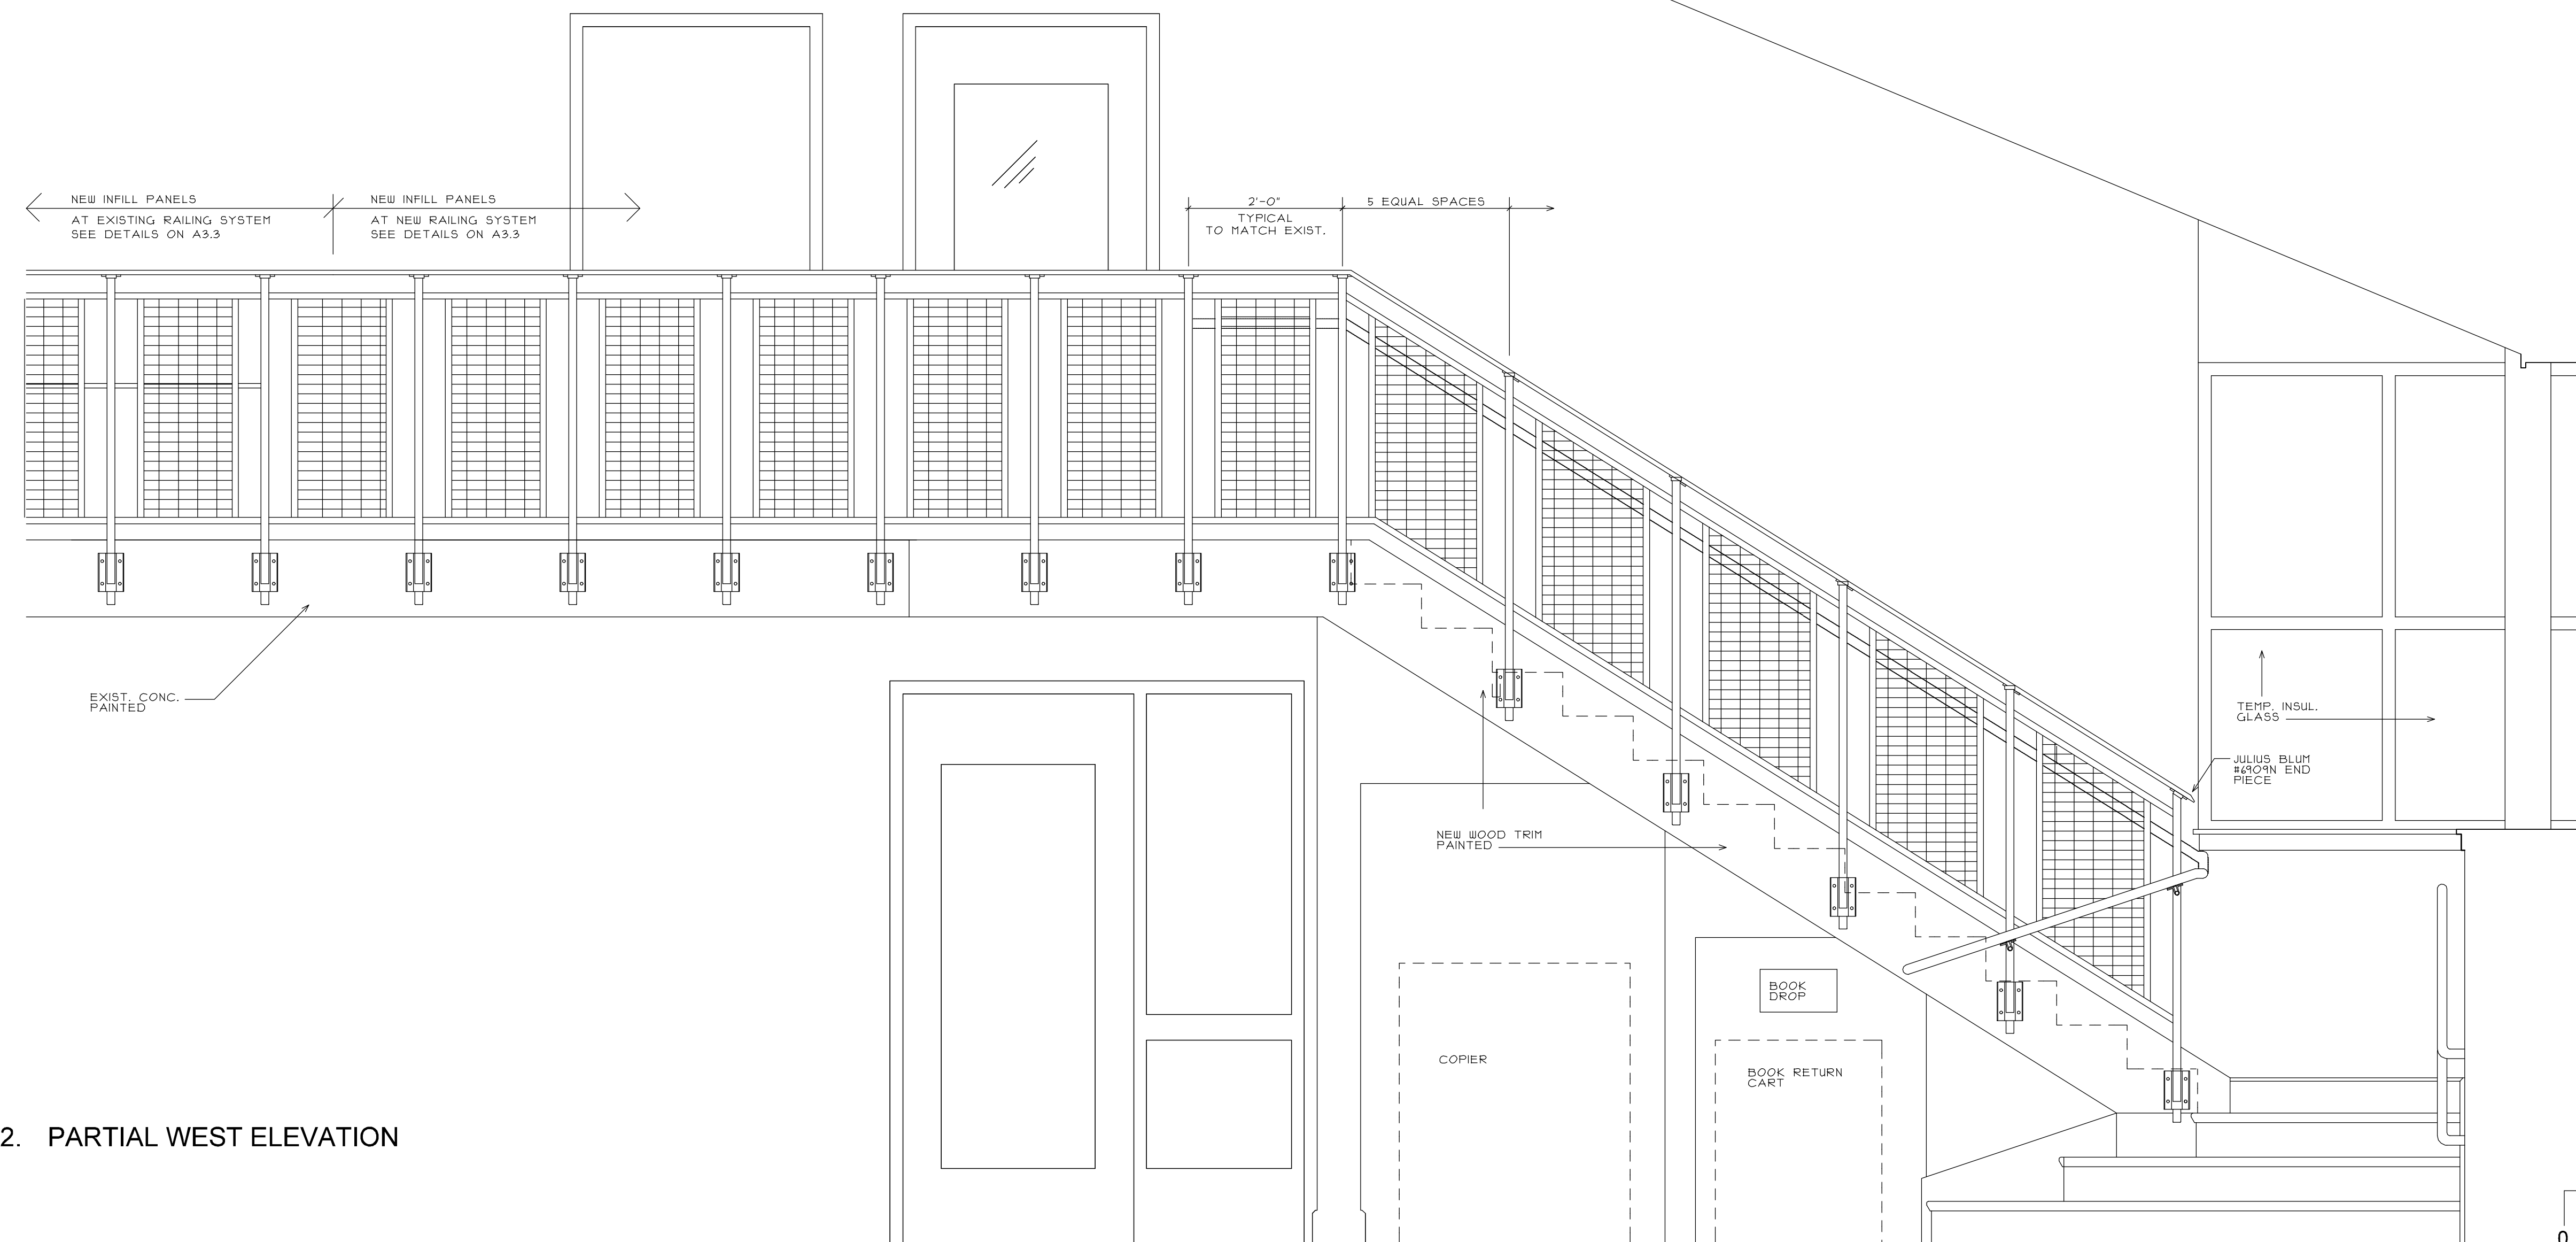 NEW INFILL PANELS
AT EXISTING RAILING SYSTEM
SEE DETAILS ON A3.3
NEW INFILL PANELS
AT NEW RAILING SYSTEM
SEE DETAILS ON A3.3
2'-0"
TYPICAL
TO MATCH EXIST.
5 EQUAL SPACES
EXIST. CONC.
PAINTED
TEMP. INSUL.
GLASS
JULIUS BLUM
#6909N END
PIECE
NEW WOOD TRIM
PAINTED
BOOK
DROP
COPIER
BOOK RETURN
CART
2. PARTIAL WEST ELEVATION
0